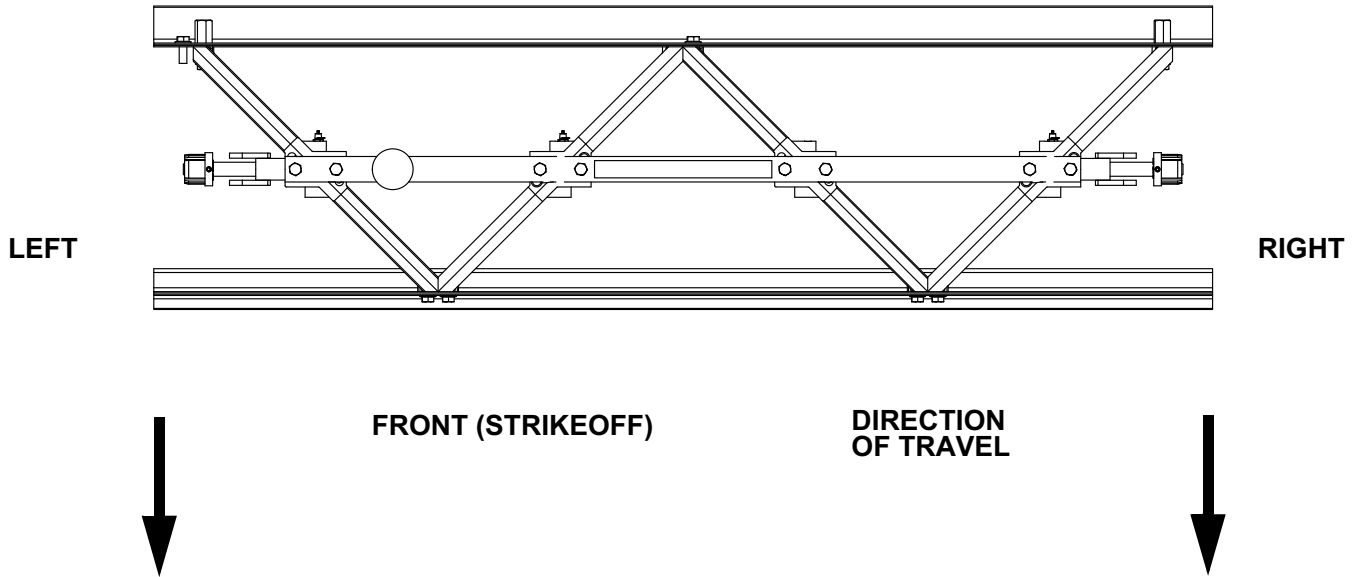 LEFT
RIGHT
FRONT (STRIKEOFF)
DIRECTION
OF TRAVEL